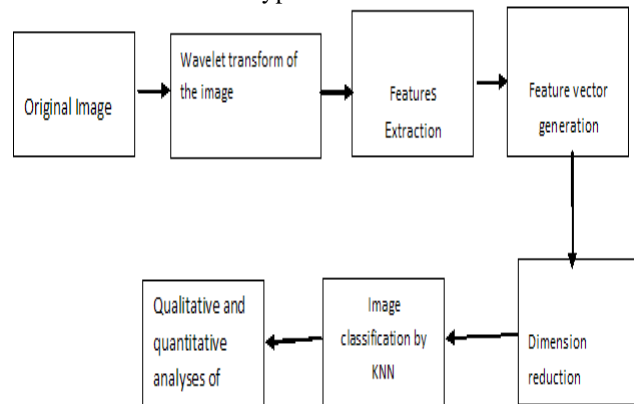 Original Image
Wavelet transform of
the image
Features
Extraction
Feature vector
generation
Dimension
reduction
Image
classification by
KNN
Qualitative and
quantitative
analyses of